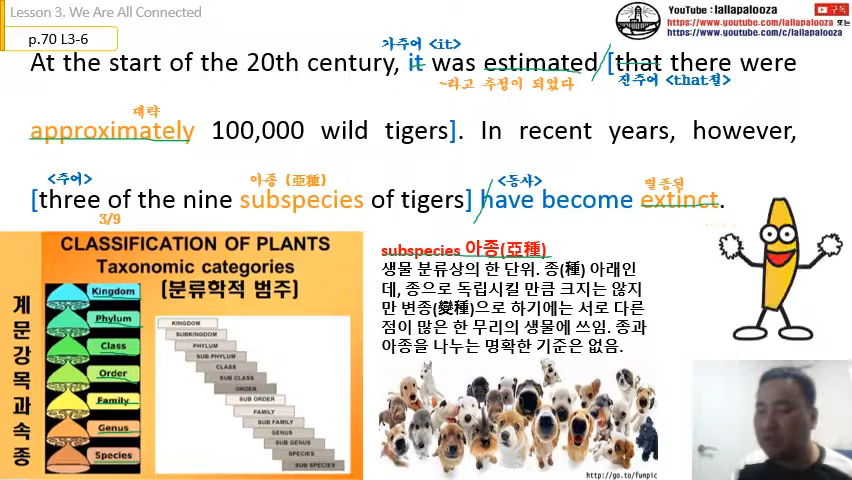 Lesson 3. We Are All Connected
YouTube : lallapalooza
구독
https://www.youtube.com/lallapalooza 또는
https://www.youtube.com/c/lallapalooza
p.70 L3-6
가주어 <it>
At the start of the 20th century, it was estimated [that there were
~라고 추정이 되었다
진주어 <that절>
대략
approximately 100,000 wild tigers]. In recent years, however,
<주어>
아종 (亞種)
<동사>
멸종된
[three of the nine subspecies of tigers] have become extinct.
3/9
CLASSIFICATION OF PLANTS
Taxonomic categories
(분류학적 범주)
계문강목과속종
Kingdom
Phylum
Class
Order
Family
Genus
Species
KINGDOM
SUBKINGDOM
PHYLUM
SUB PHYLUM
CLASS
SUB CLASS
ORDER
SUB ORDER
FAMILY
SUB FAMILY
GENUS
SUB GENUS
SPECIES
SUB SPECIES
subspecies 아종(亞種)
생물 분류상의 한 단위. 종(種) 아래인
데, 종으로 독립시킬 만큼 크지는 않지
만 변종(變種)으로 하기에는 서로 다른
점이 많은 한 무리의 생물에 쓰임. 종과
아종을 나누는 명확한 기준은 없음.
http://go.to/funpic